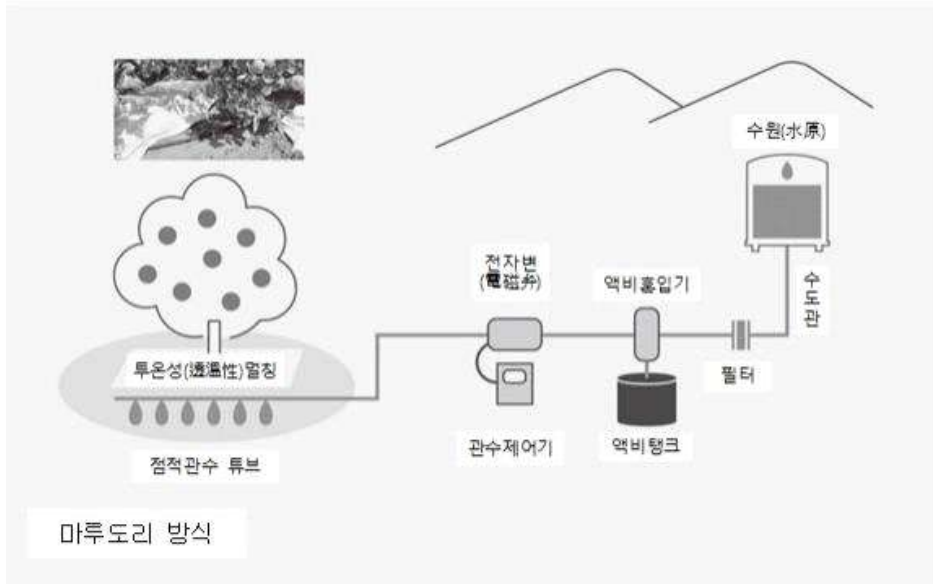 수원(水原)
전자변
(電磁弁)
액비흡입기
수도관
투온성(透溫性)멀칭
필터
관수제어기
액비탱크
점적관수 튜브
마루도리 방식